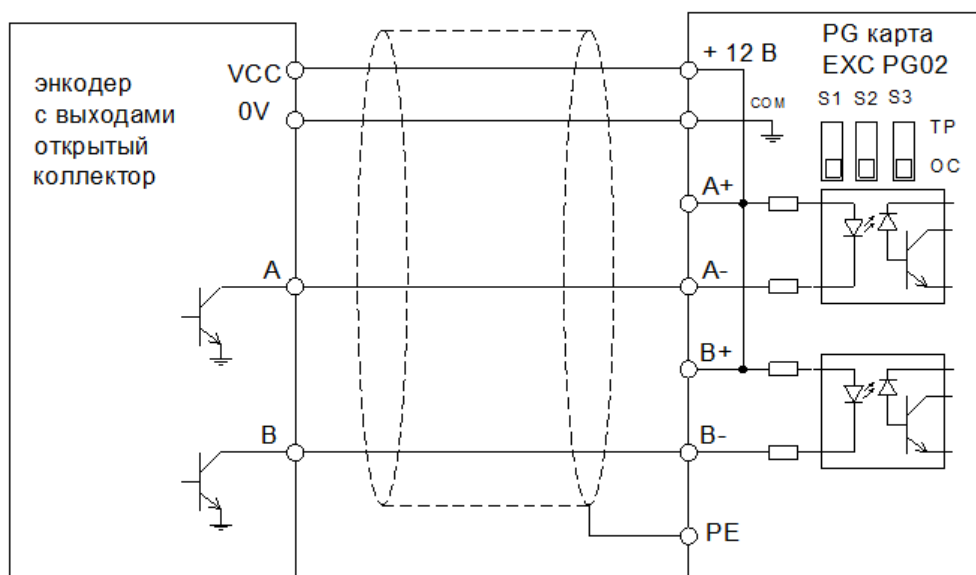 энкодер
с выходами
открытый
коллектор
VCC
0V
A
B
+ 12 В
COM
A+
A-
B+
B-
PE
PG карта
EXC PG02
S1 S2 S3
TP
OC